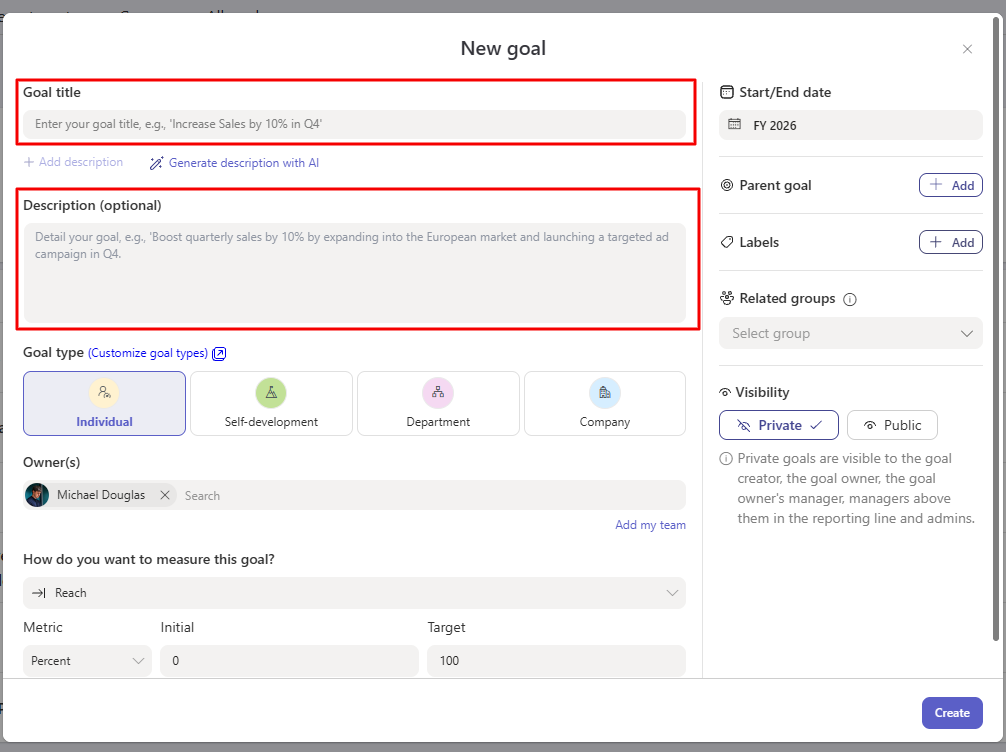 New goal
Goal title
Enter your goal title, e.g., 'Increase Sales by 10% in Q4'
+ Add description
Generate description with AI
Description (optional)
Detail your goal, e.g., 'Boost quarterly sales by 10% by expanding into the European market and launching a targeted ad
campaign in Q4.
Goal type (Customize goal types)
Individual
Self-development
Department
Company
Owner(s)
Michael Douglas
Search
Add my team
How do you want to measure this goal?
Reach
Metric
Initial
Target
Percent
0
100
Start/End date
FY 2026
Parent goal
+ Add
Labels
+ Add
Related groups
Select group
Visibility
Private
Public
Private goals are visible to the goal
creator, the goal owner, the goal
owner's manager, managers above
them in the reporting line and admins.
Create